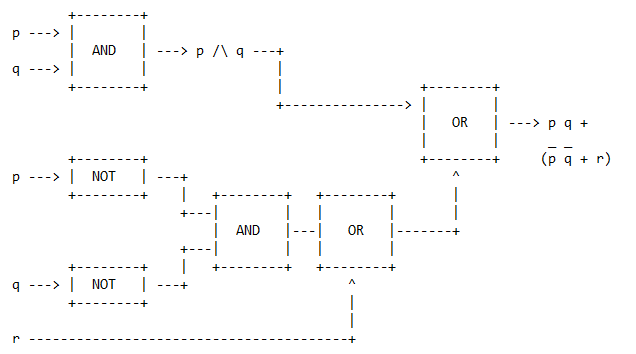 p
AND
p /\ q
q
OR
p q +
_ _
(p q + r)
p
NOT
AND
OR
q
NOT
r